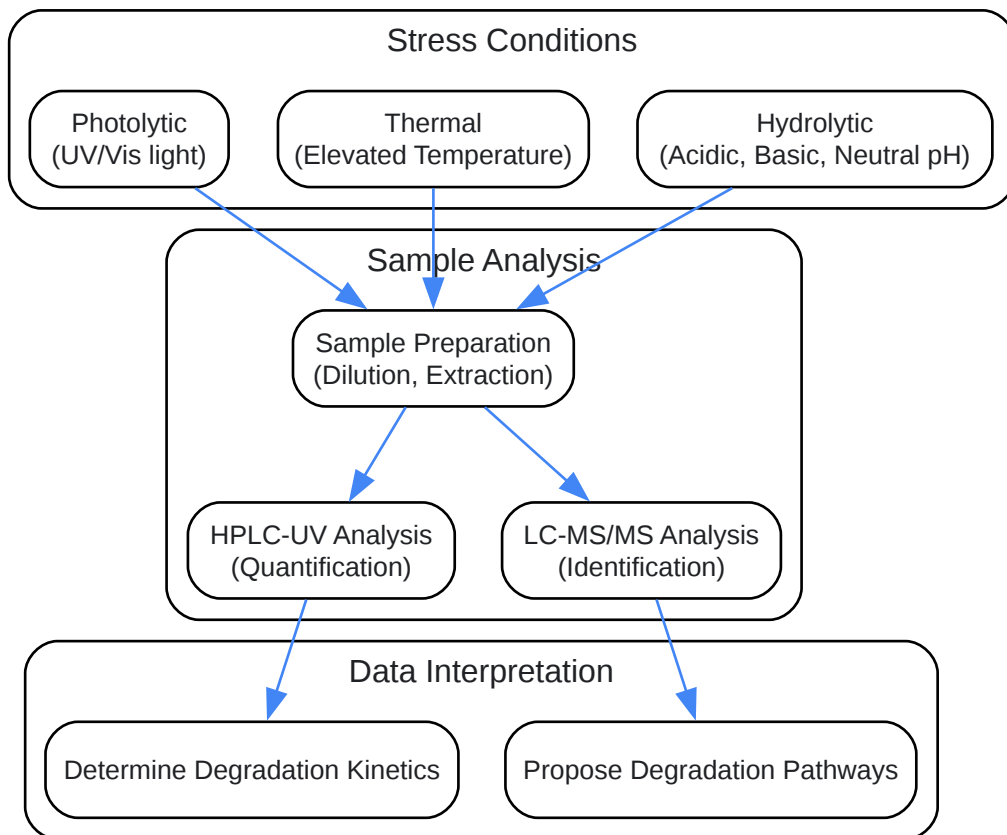 Stress Conditions
Photolytic
(UV/Vis light)
Thermal
(Elevated Temperature)
Hydrolytic
(Acidic, Basic, Neutral pH)
Sample Analysis
Sample Preparation
(Dilution, Extraction)
HPLC-UV Analysis
(Quantification)
LC-MS/MS Analysis
(Identification)
Data Interpretation
Determine Degradation Kinetics
Propose Degradation Pathways